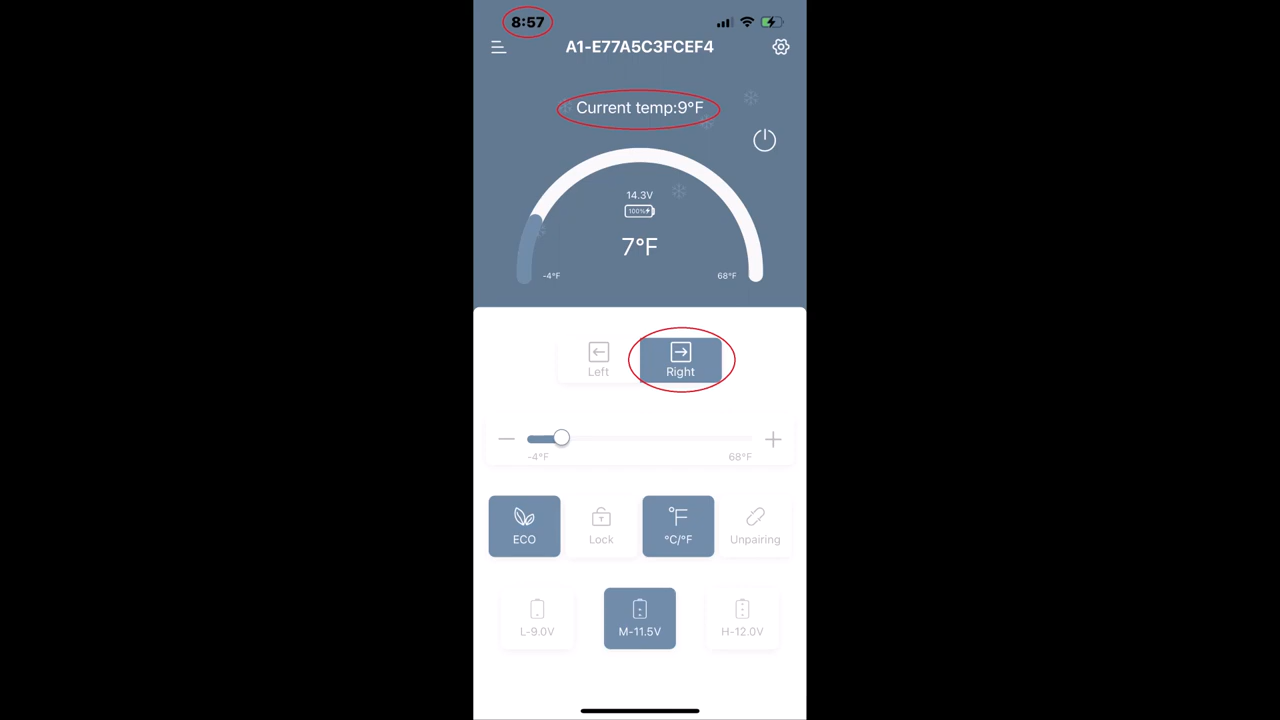 8:57
A1-E77A5C3FCEF4
Current temp:9°F
14.3V
100%
7°F
-4°F 68°F
Left Right
-4°F 68°F
°F
ECO Lock °C/°F Unpairing
L-9.0V M-11.5V H-12.0V